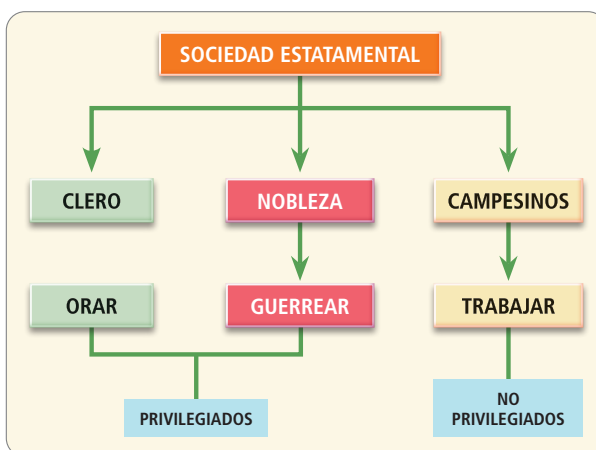 SOCIEDAD ESTATAMENTAL
CLERO
NOBLEZA
CAMPESINOS
ORAR
GUERREAR
TRABAJAR
PRIVILEGIADOS
NO
PRIVILEGIADOS